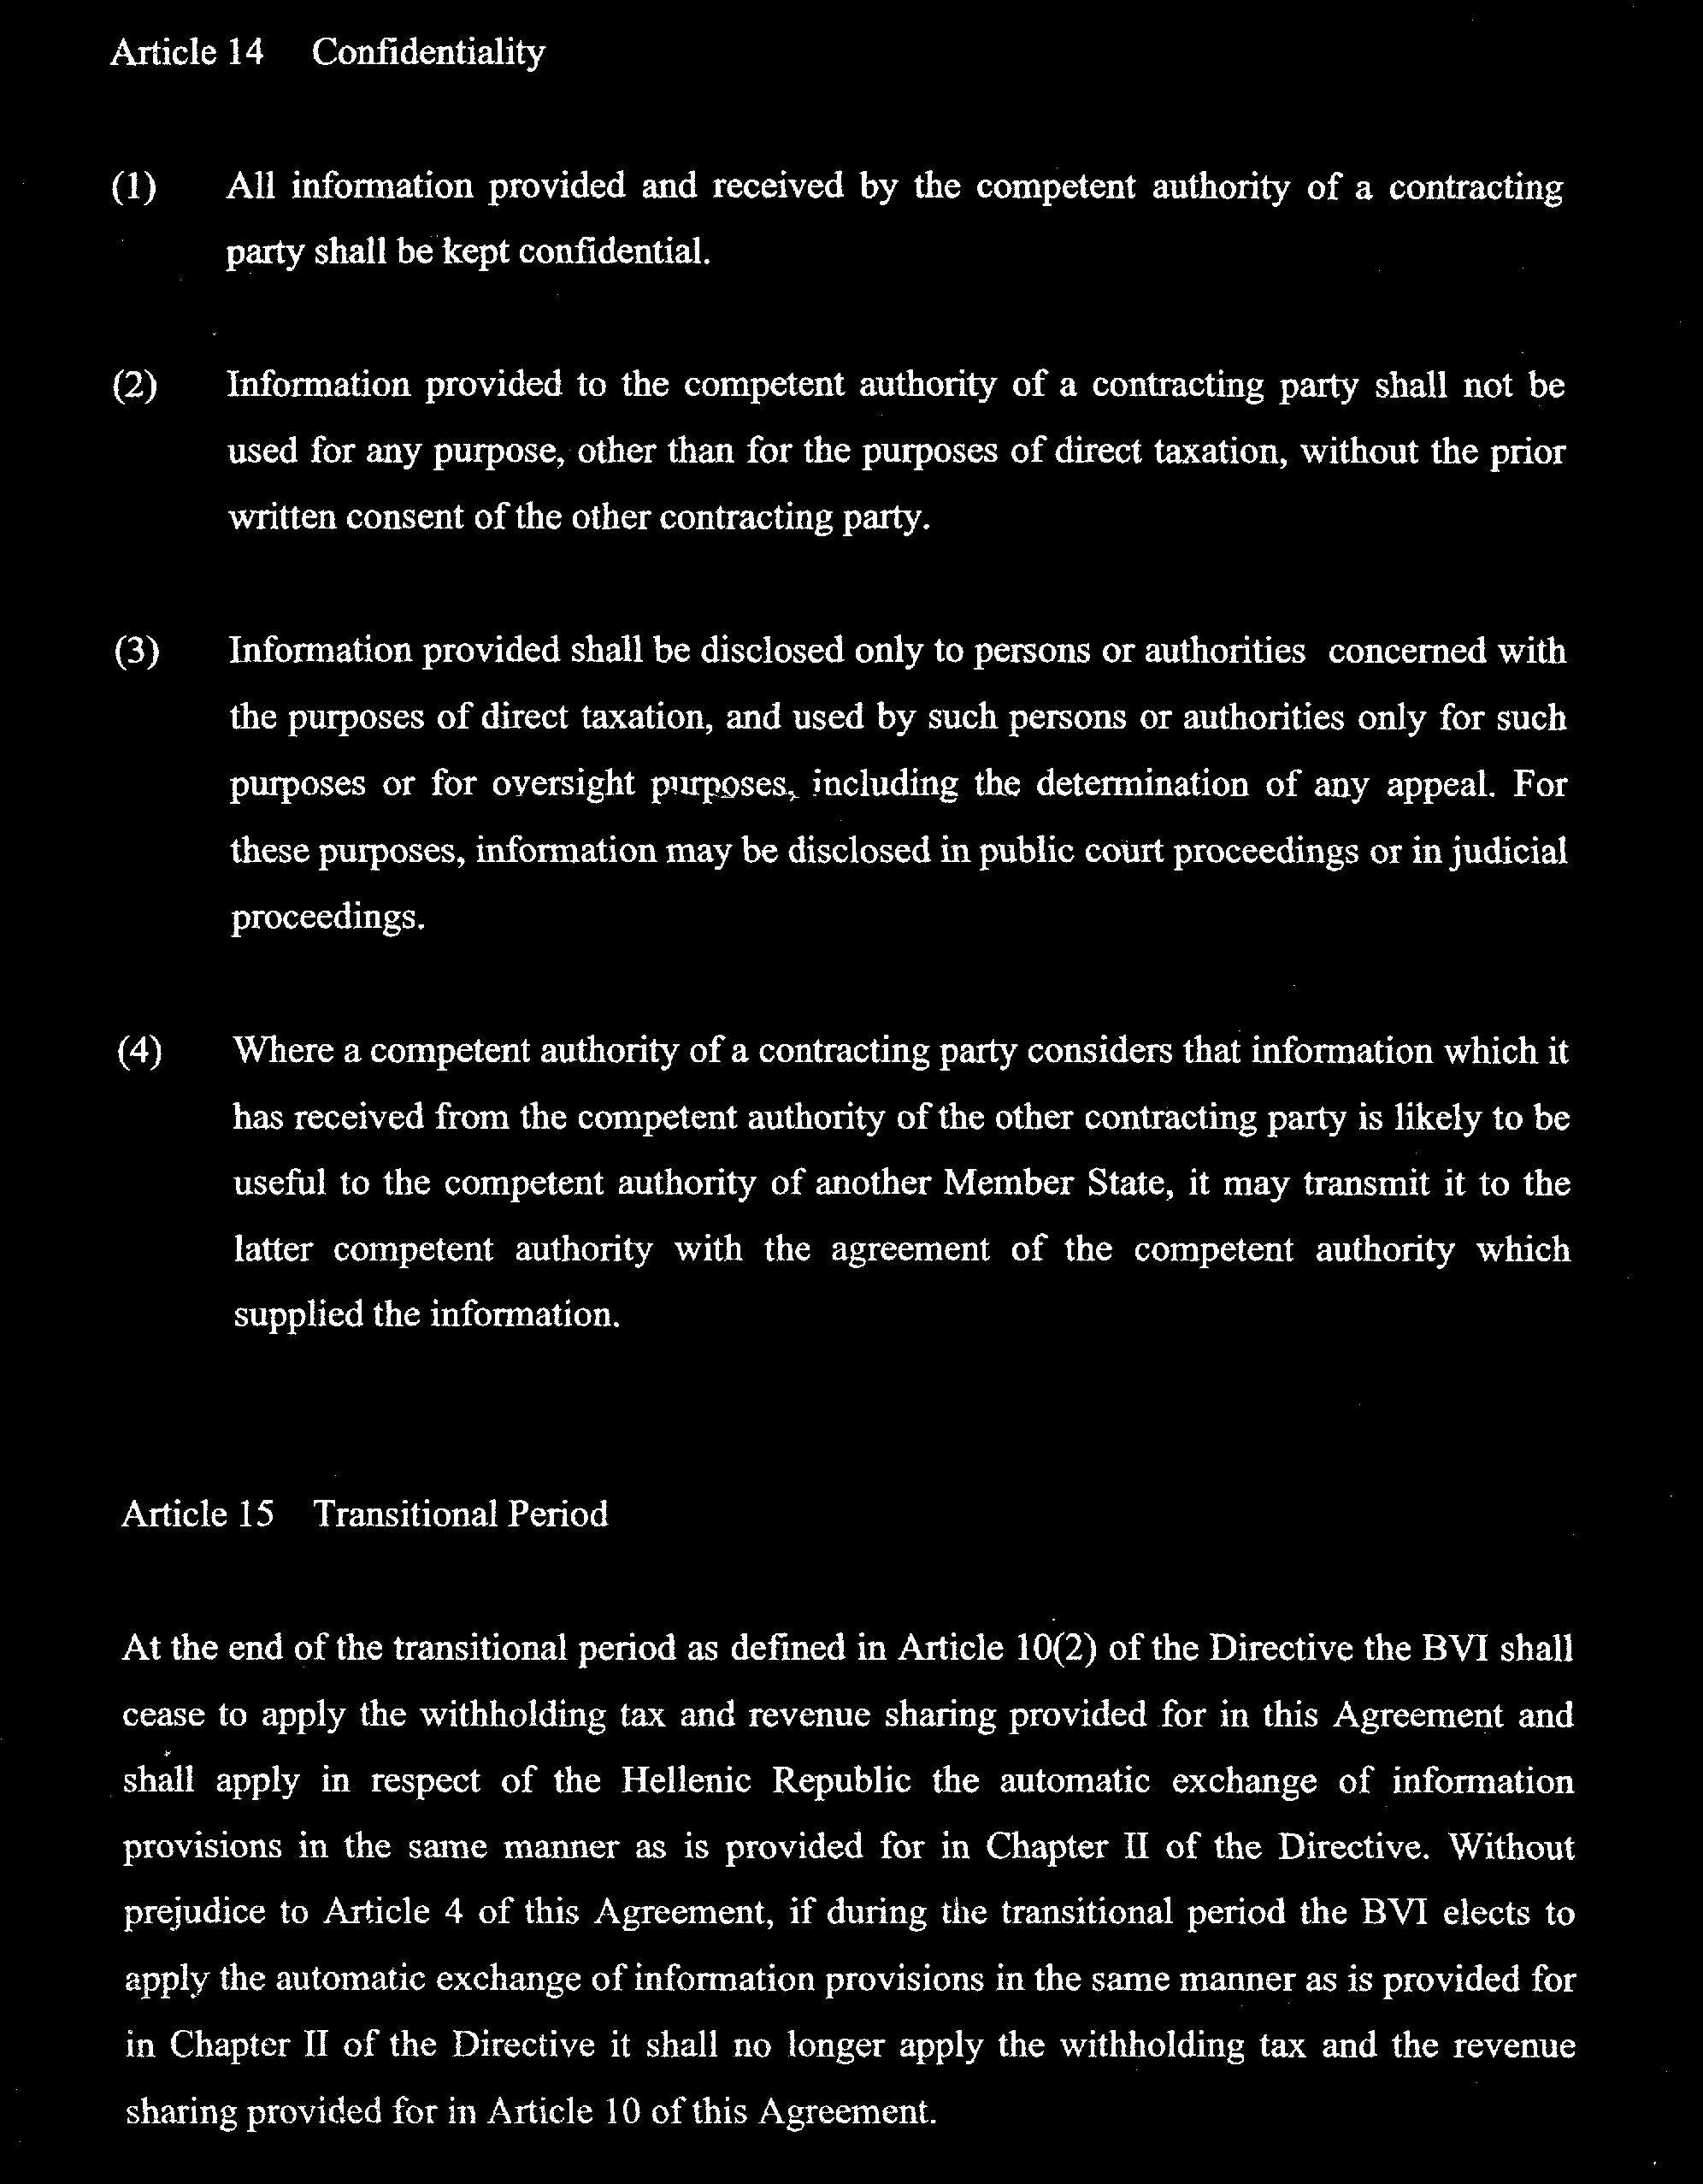 Article 14 Confidentiality
(1) All information provided and received by the competent authority of a contracting
party shall be kept confidential.
(2) Information provided to the competent authority of a contracting party shall not be
used for any purpose, other than for the purposes of direct taxation, without the prior
written consent of the other contracting party.
(3) Information provided shall be disclosed only to persons or authorities concerned with
the purposes of direct taxation, and used by such persons or authorities only for such
purposes or for oversight purposes, including the determination of any appeal. For
these purposes, information may be disclosed in public court proceedings or in judicial
proceedings.
(4) Where a competent authority of a contracting party considers that information which it
has received from the competent authority of the other contracting party is likely to be
useful to the competent authority of another Member State, it may transmit it to the
latter competent authority with the agreement of the competent authority which
supplied the information.
Article 15 Transitional Period
At the end of the transitional period as defined in Article 10(2) of the Directive the BVI shall
cease to apply the withholding tax and revenue sharing provided for in this Agreement and
shall apply in respect of the Hellenic Republic the automatic exchange of information
provisions in the same manner as is provided for in Chapter II of the Directive. Without
prejudice to Article 4 of this Agreement, if during the transitional period the BVI elects to
apply the automatic exchange of information provisions in the same manner as is provided for
in Chapter II of the Directive it shall no longer apply the withholding tax and the revenue
sharing provided for in Article 10 of this Agreement.